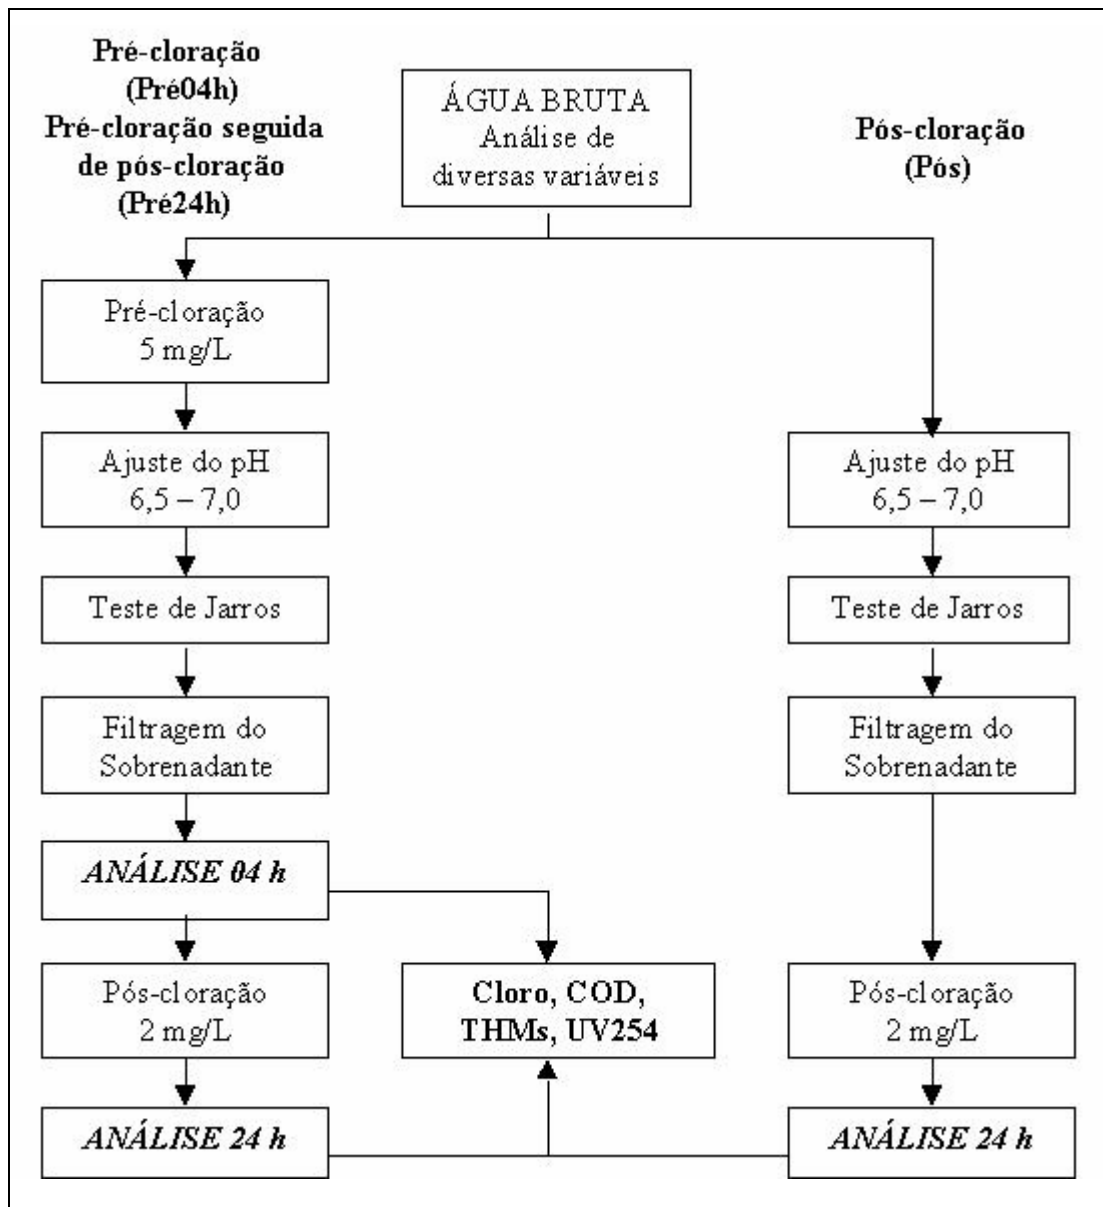 Pré-cloração
(Pré04h)
Pré-cloração seguida
de pós-cloração
(Pré24h)
ÁGUA BRUTA
Análise de
diversas variáveis
Pós-cloração
(Pós)
Pré-cloração
5 mg/L
Ajuste do pH
6,5 – 7,0
Ajuste do pH
6,5 – 7,0
Teste de Jarros
Teste de Jarros
Filtragem do
Sobrenadante
Filtragem do
Sobrenadante
ANÁLISE 04 h
Pós-cloração
2 mg/L
Cloro, COD,
THMs, UV254
Pós-cloração
2 mg/L
ANÁLISE 24 h
ANÁLISE 24 h